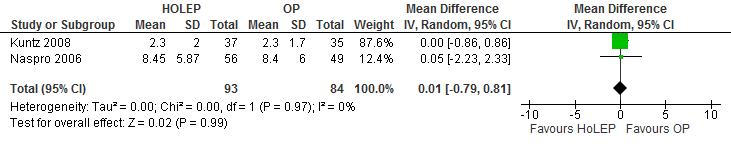 HOLEP OP Mean Difference Mean Difference
Study or Subgroup Mean SD Total Mean SD Total Weight IV, Random, 95% CI IV, Random, 95% CI
Kuntz 2008 2.3 2 37 2.3 1.7 35 87.6% 0.00 [-0.86, 0.86]
Naspro 2006 8.45 5.87 56 8.4 6 49 12.4% 0.05 [-2.23, 2.33]
Total (95% CI) 93 84 100.0% 0.01 [-0.79, 0.81]
Heterogeneity: Tau² = 0.00; Chi² = 0.00, df = 1 (P = 0.97); I² = 0%
Test for overall effect: Z = 0.02 (P = 0.99)
-10 -5 0 5 10
Favours HoLEP Favours OP